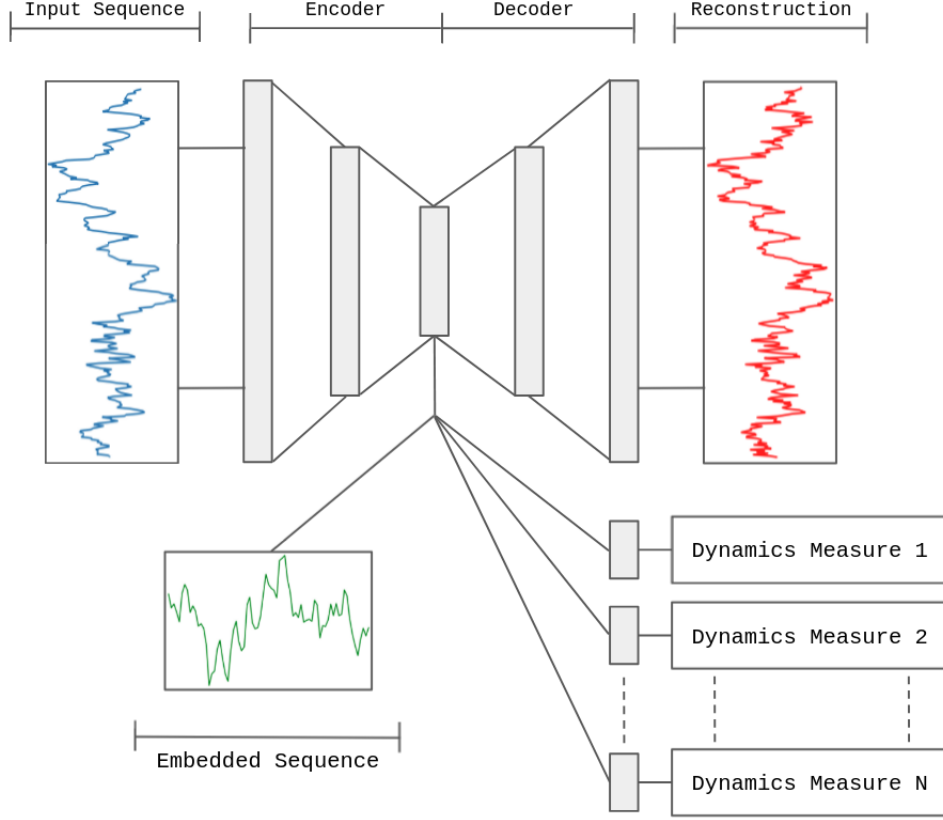 Input Sequence
Encoder
Decoder
Reconstruction
Dynamics Measure 1
Dynamics Measure 2
Embedded Sequence
Dynamics Measure N